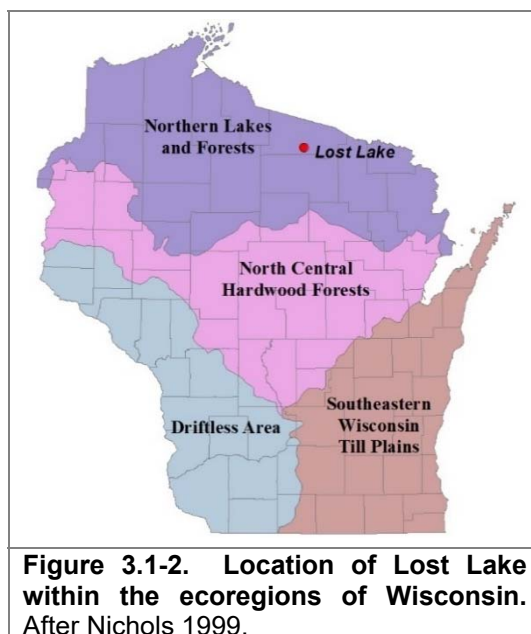 Northern Lakes
and Forests
Lost Lake
North Central
Hardwood Forests
Driftless Area
Southeastern
Wisconsin
Till Plains
Figure 3.1-2. Location of Lost Lake
within the ecoregions of Wisconsin.
After Nichols 1999.